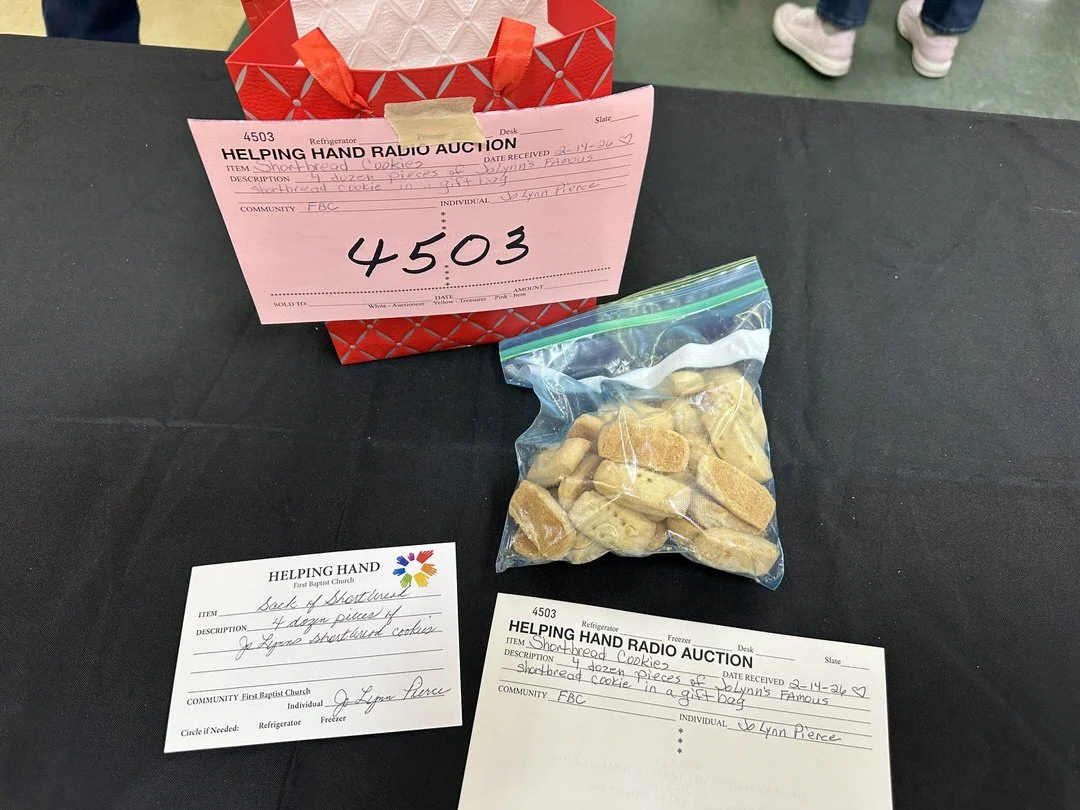 4503 Refrigerator Freezer Desk Slate
HELPING HAND RADIO AUCTION
ITEM Shortbread Cookies DATE RECEIVED 2-14-26 ♡
DESCRIPTION 4 dozen pieces of JoLynn's FAmous
shortbread cookie in a gift bag
COMMUNITY FBC INDIVIDUAL Jo Lynn Pierce
4503
SOLD TO DATE AMOUNT
White - Auctioneer Yellow - Treasurer Pink - Item
HELPING HAND
First Baptist Church
ITEM Sack of Shortbread
DESCRIPTION 4 dozen pieces of
Jo Lynns shortbread cookies
COMMUNITY First Baptist Church
Individual Jo Lynn Pierce
Circle if Needed: Refrigerator Freezer
4503 Refrigerator Freezer Desk Slate
HELPING HAND RADIO AUCTION
ITEM Shortbread Cookies DATE RECEIVED 2-14-26 ♡
DESCRIPTION 4 dozen pieces of JoLynn's FAmous
shortbread cookie in a gift bag
COMMUNITY FBC INDIVIDUAL Jo Lynn Pierce